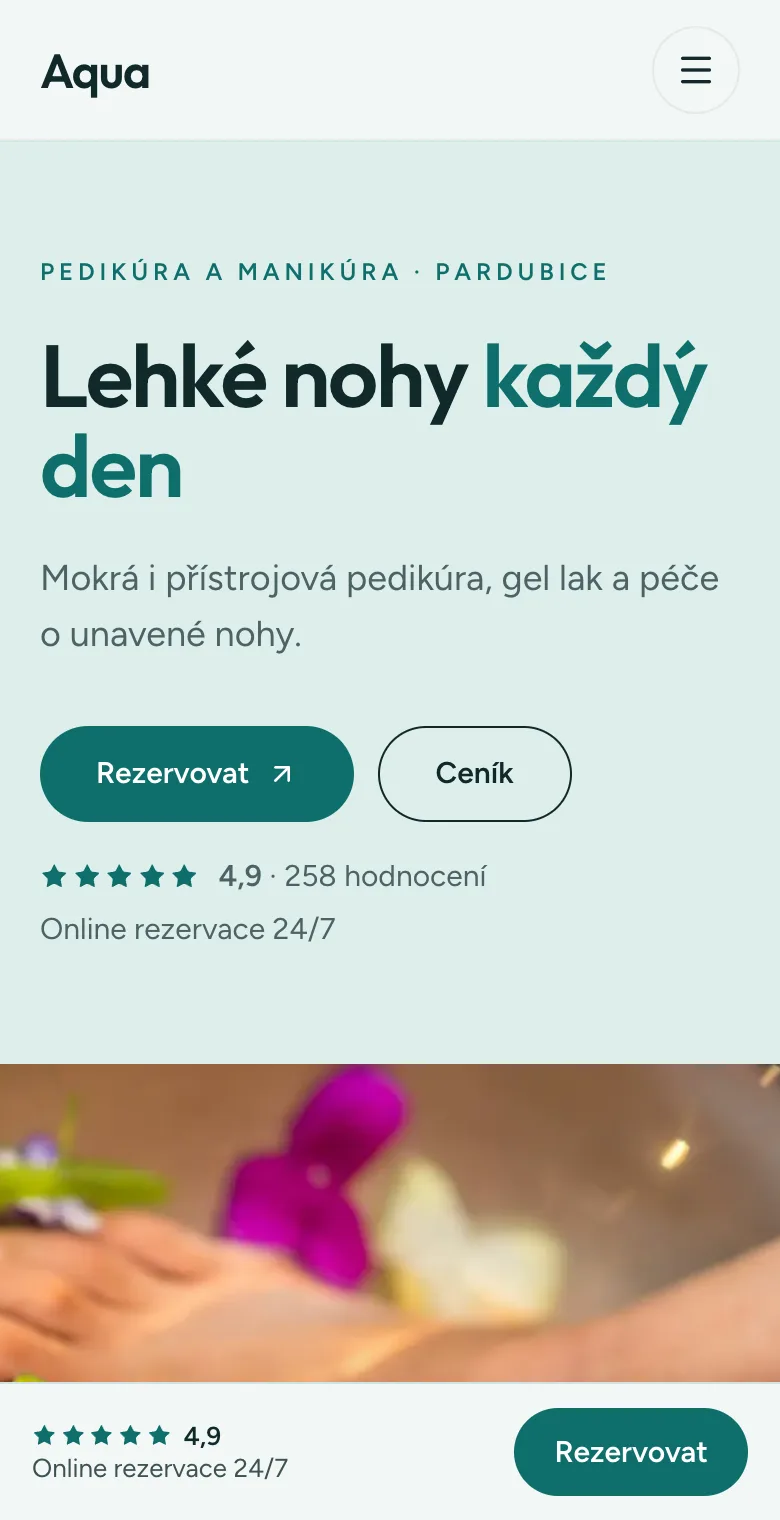 Aqua
PEDIKÚRA A MANIKÚRA · PARDUBICE
Lehké nohy každý
den
Mokrá i přístrojová pedikúra, gel lak a péče
o unavené nohy.
Rezervovat
Ceník
4,9 · 258 hodnocení
Online rezervace 24/7
4,9
Online rezervace 24/7
Rezervovat